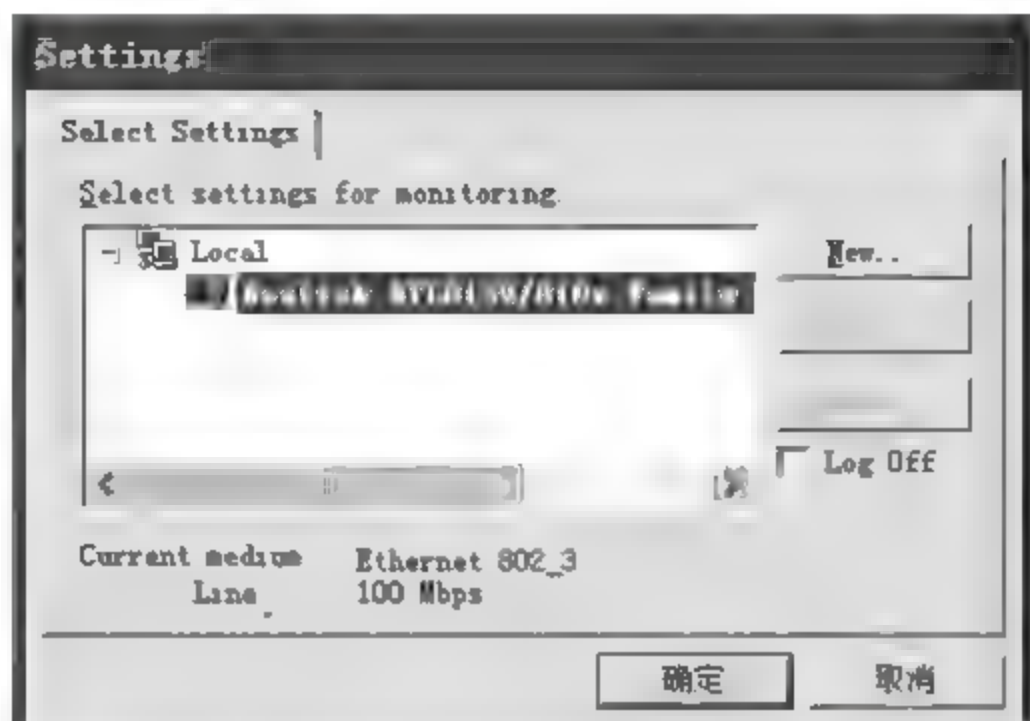 Settings
Select Settings
Select settings for monitoring
Local
New..
Log Off
Current medium Ethernet 802_3
Line 100 Mbps
确定 取消